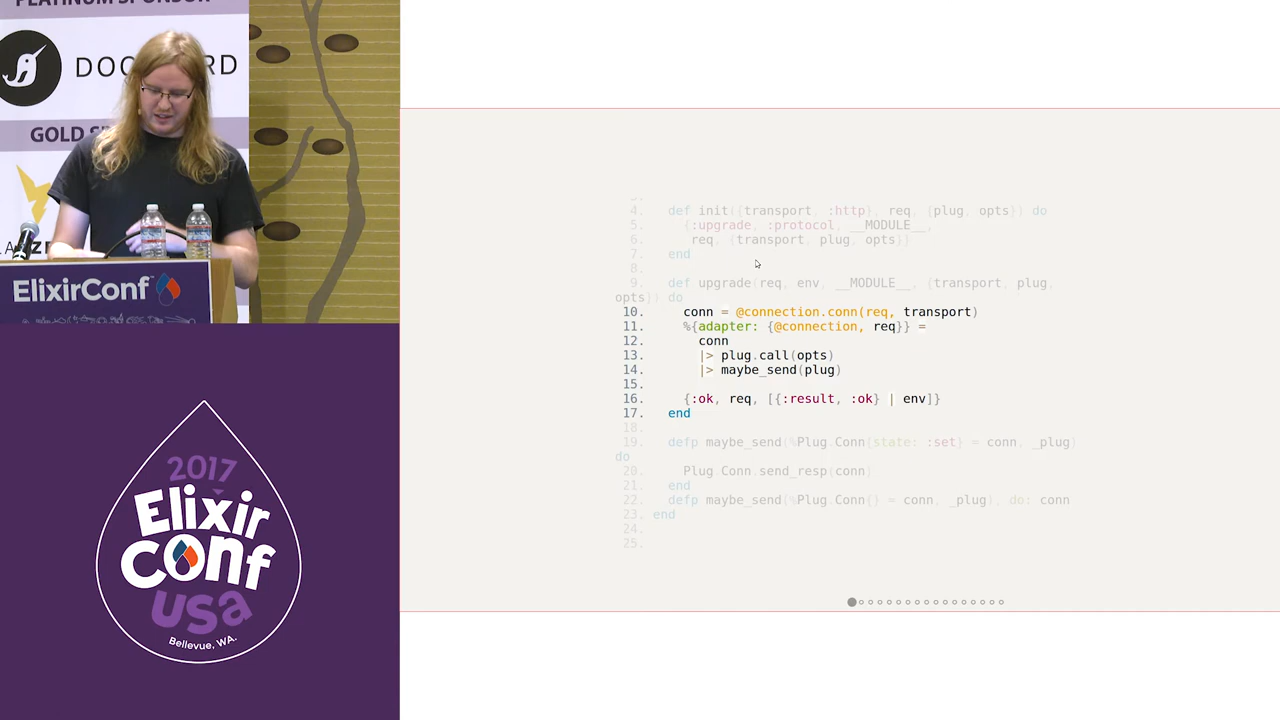 PLATINUM SPONSOR
DOC RD
GOLD SP
ElixirConf
2017
Elixir
conf
usa
Bellevue, WA.
3.
4. def init({transport, :http}, req, {plug, opts}) do
5. {:upgrade, :protocol, __MODULE__,
6. req, {transport, plug, opts}}
7. end
8.
9. def upgrade(req, env, __MODULE__, {transport, plug,
opts}) do
10. conn = @connection.conn(req, transport)
11. %{adapter: {@connection, req}} =
12. conn
13. |> plug.call(opts)
14. |> maybe_send(plug)
15.
16. {:ok, req, [{:result, :ok} | env]}
17. end
18.
19. defp maybe_send(%Plug.Conn{state: :set} = conn, _plug)
do
20. Plug.Conn.send_resp(conn)
21. end
22. defp maybe_send(%Plug.Conn{} = conn, _plug), do: conn
23. end
24.
25.